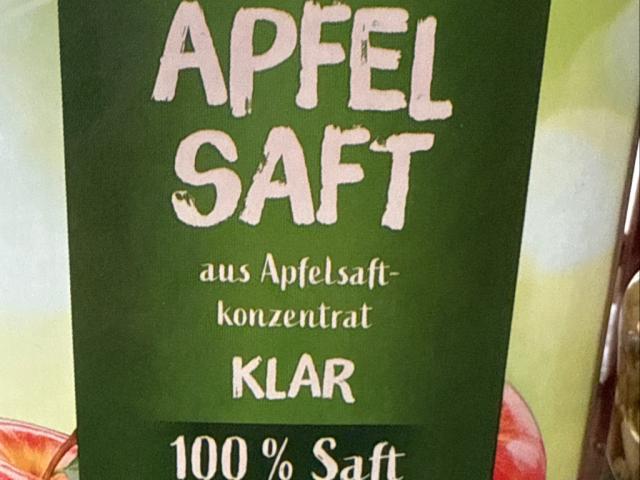 APFEL
SAFT
aus Apfelsaft-
konzentrat
KLAR
100 % Saft